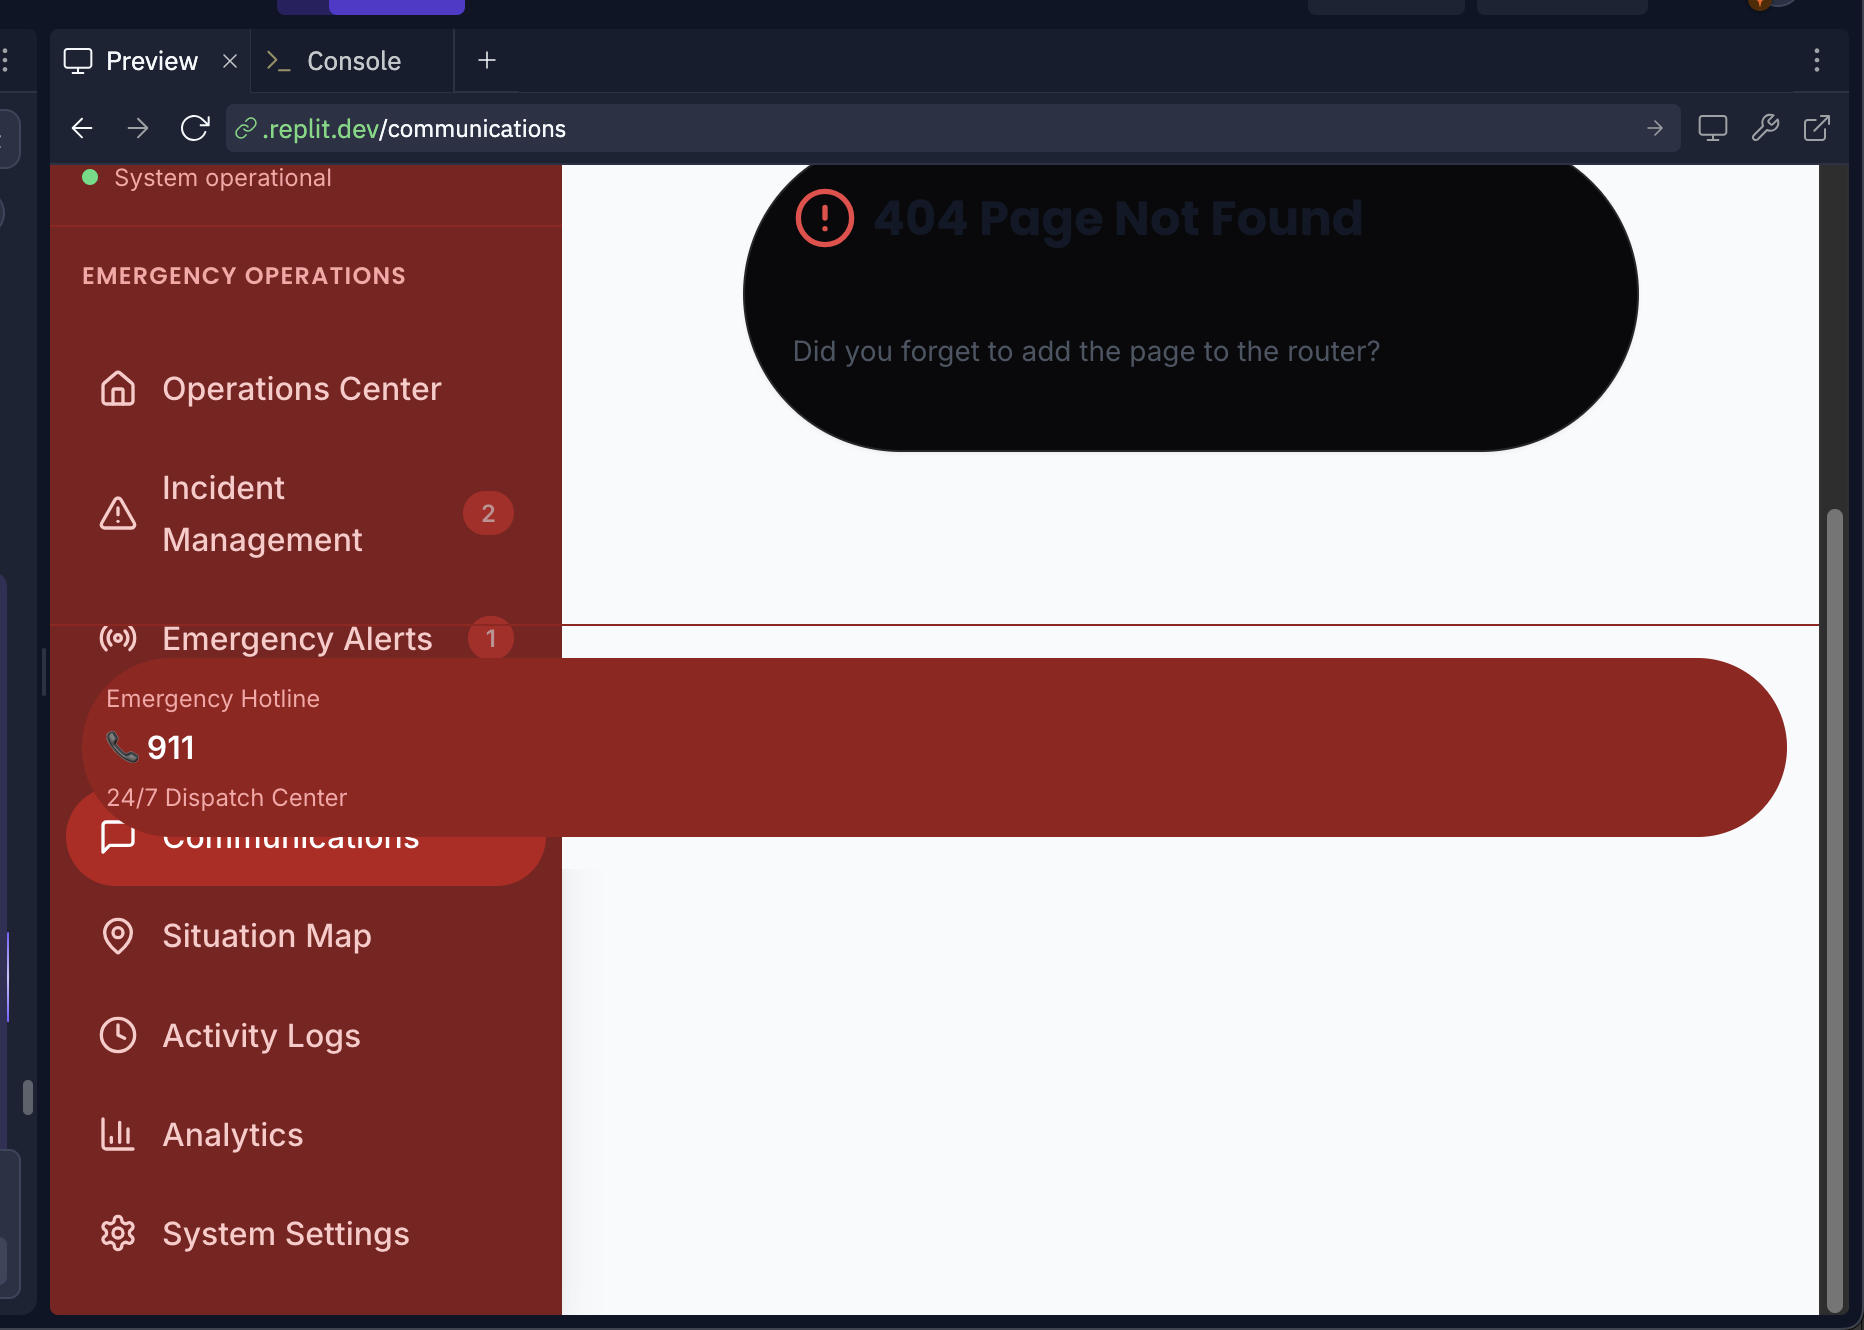 Preview
Console
.replit.dev/communications
System operational
EMERGENCY OPERATIONS
Operations Center
Incident
Management
2
Emergency Alerts
1
Emergency Hotline
911
24/7 Dispatch Center
Communications
Situation Map
Activity Logs
Analytics
System Settings
404 Page Not Found
Did you forget to add the page to the router?